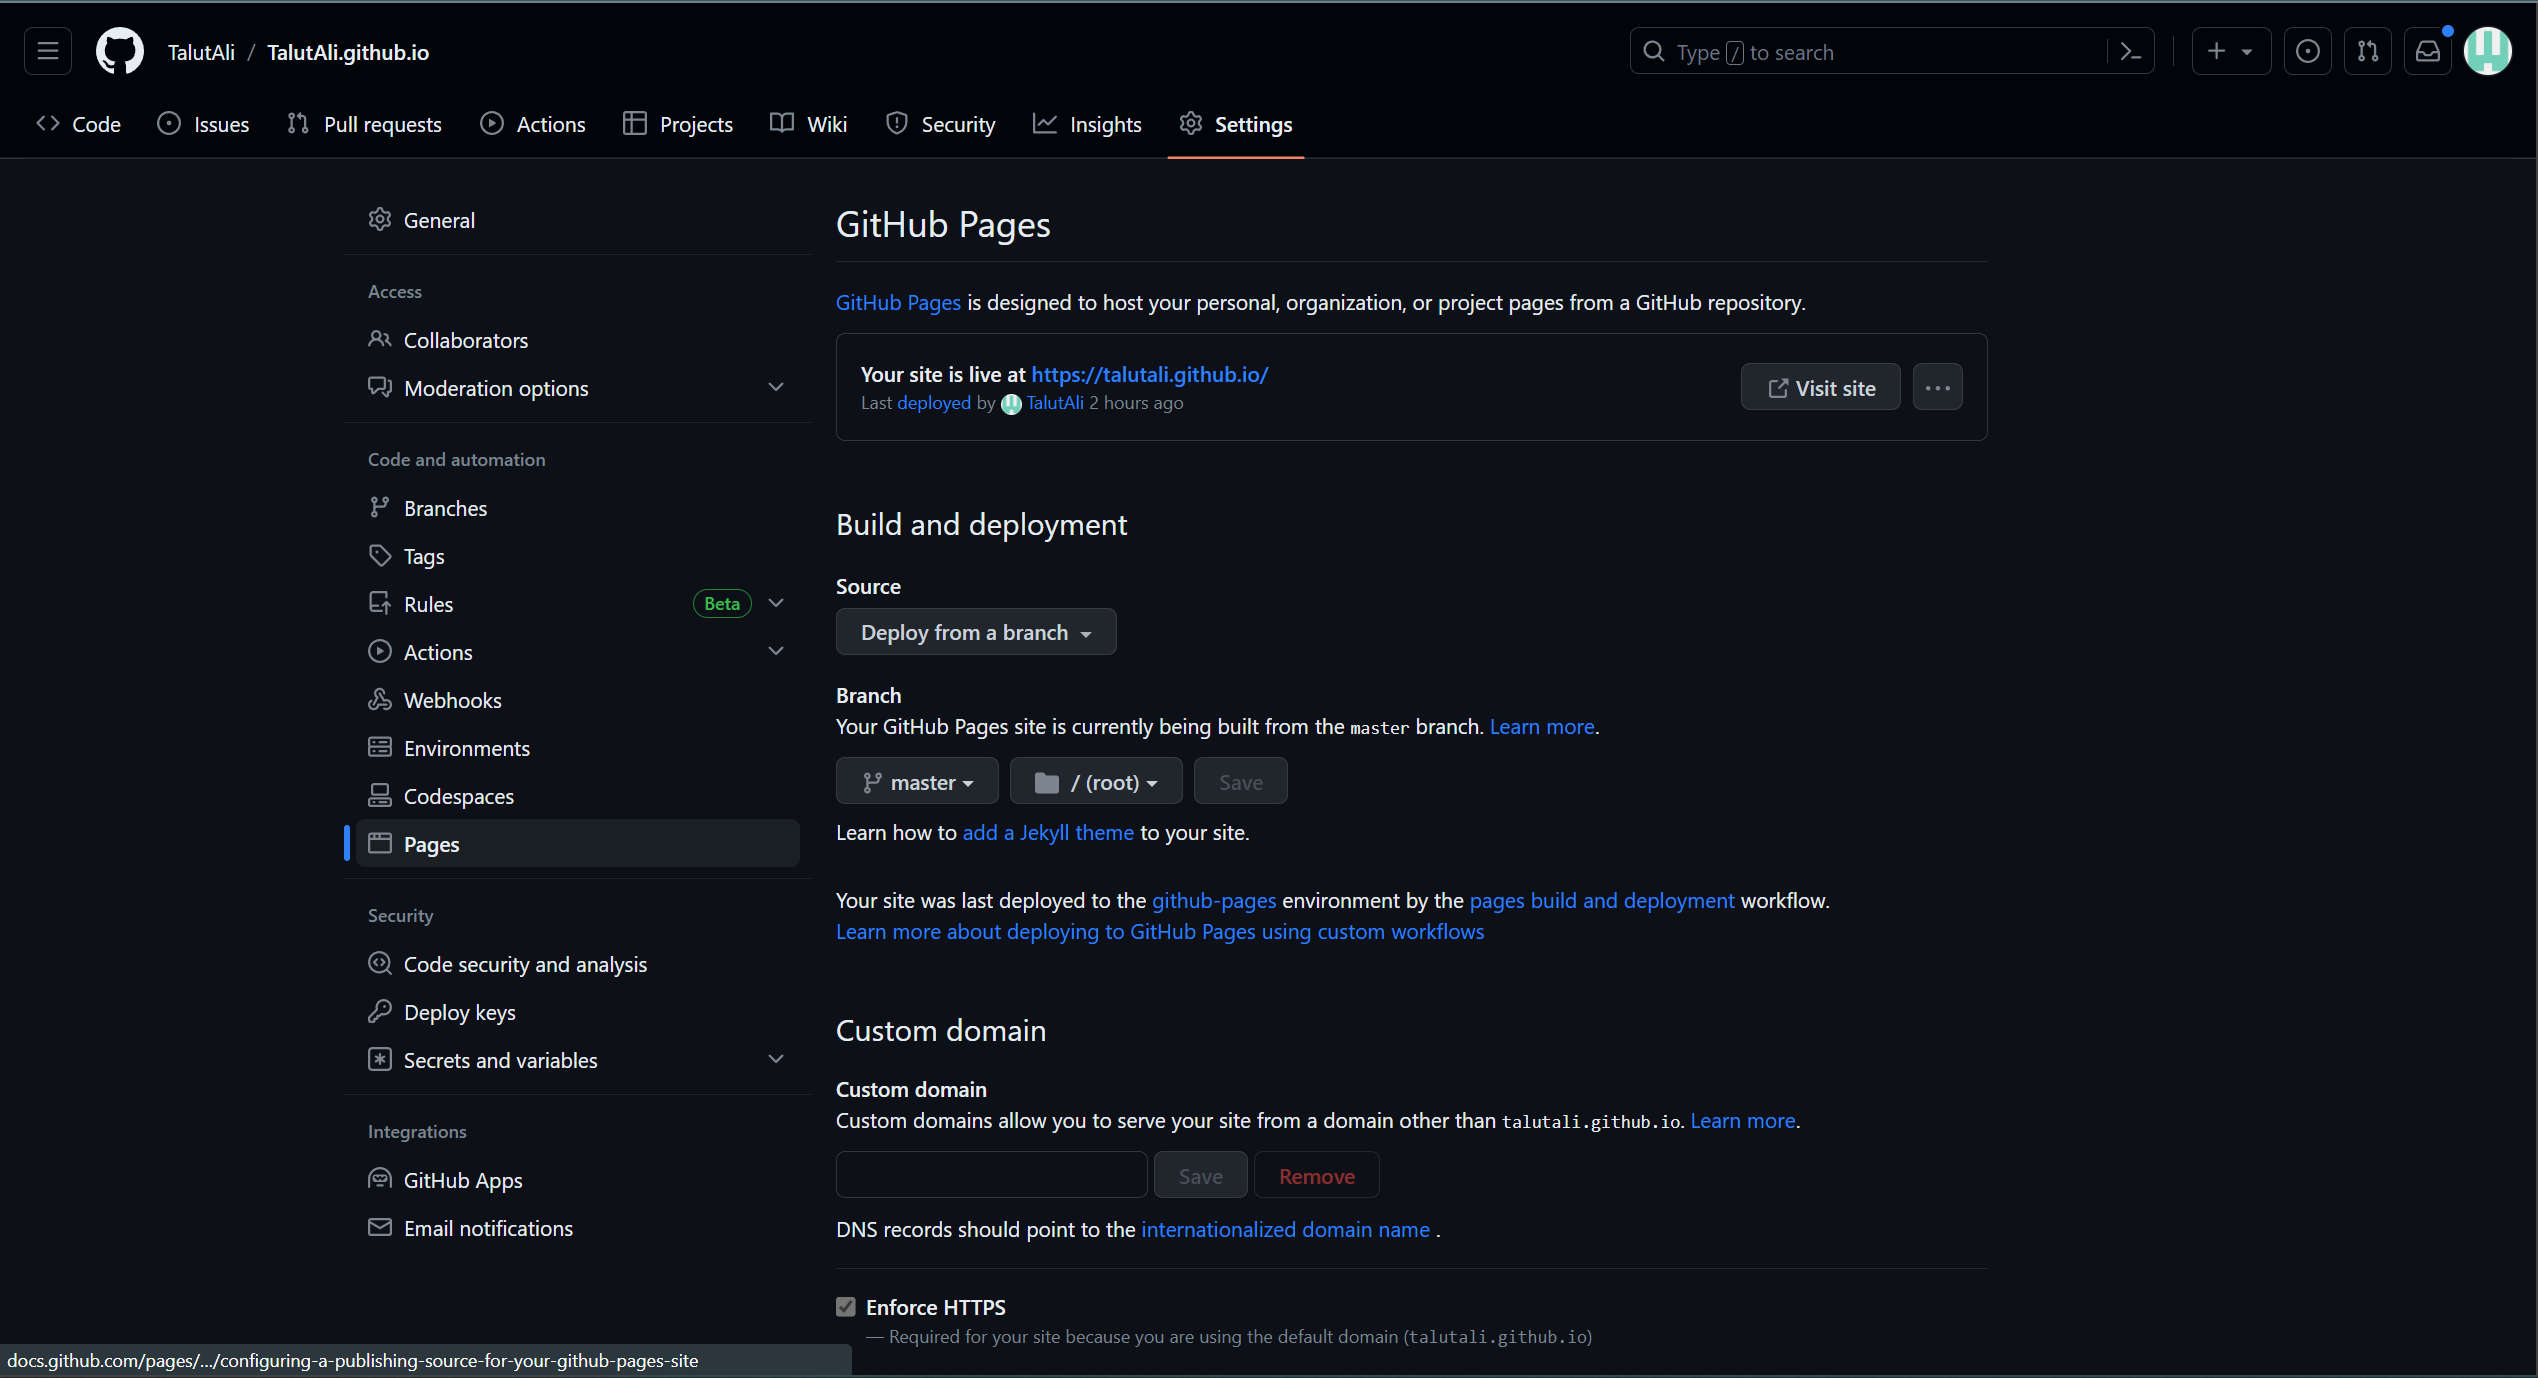 TalutAli / TalutAli.github.io
Type / to search
Code Issues Pull requests Actions Projects Wiki Security Insights Settings
General
Access
Collaborators
Moderation options
Code and automation
Branches
Tags
Rules Beta
Actions
Webhooks
Environments
Codespaces
Pages
Security
Code security and analysis
Deploy keys
Secrets and variables
Integrations
GitHub Apps
Email notifications
GitHub Pages
GitHub Pages is designed to host your personal, organization, or project pages from a GitHub repository.
Your site is live at https://talutali.github.io/
Last deployed by TalutAli 2 hours ago
Visit site
Build and deployment
Source
Deploy from a branch
Branch
Your GitHub Pages site is currently being built from the master branch. Learn more.
master / (root) Save
Learn how to add a Jekyll theme to your site.
Your site was last deployed to the github-pages environment by the pages build and deployment workflow.
Learn more about deploying to GitHub Pages using custom workflows
Custom domain
Custom domain
Custom domains allow you to serve your site from a domain other than talutali.github.io. Learn more.
Save Remove
DNS records should point to the internationalized domain name .
Enforce HTTPS
— Required for your site because you are using the default domain (talutali.github.io)
docs.github.com/pages/.../configuring-a-publishing-source-for-your-github-pages-site